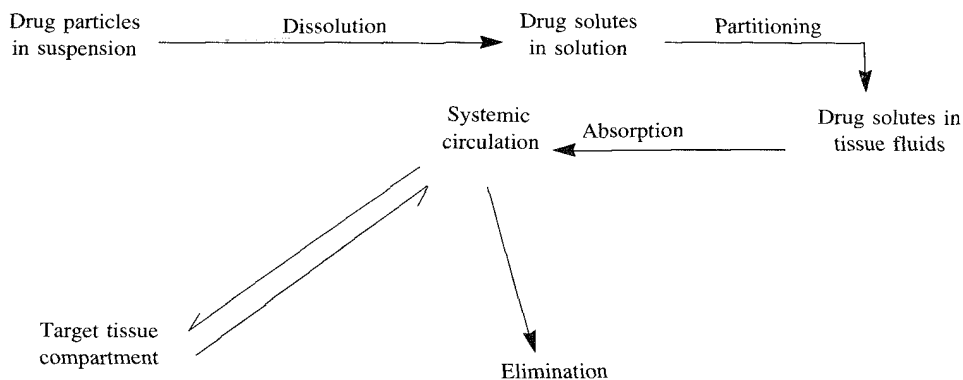 Drug particles
in suspension
Dissolution
Drug solutes
in solution
Partitioning
Drug solutes in
tissue fluids
Absorption
Systemic
circulation
Target tissue
compartment
Elimination